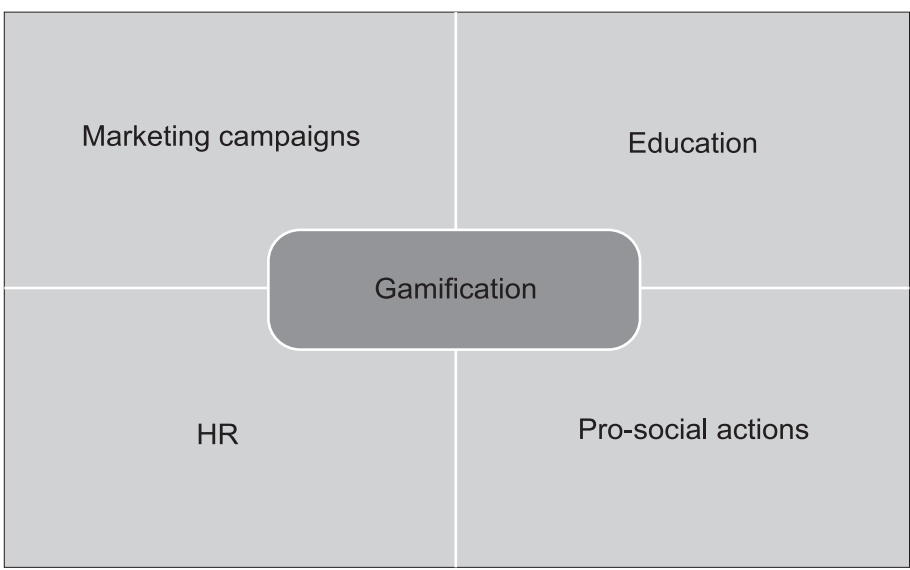 Marketing campaigns
Education
Gamification
HR
Pro-social actions